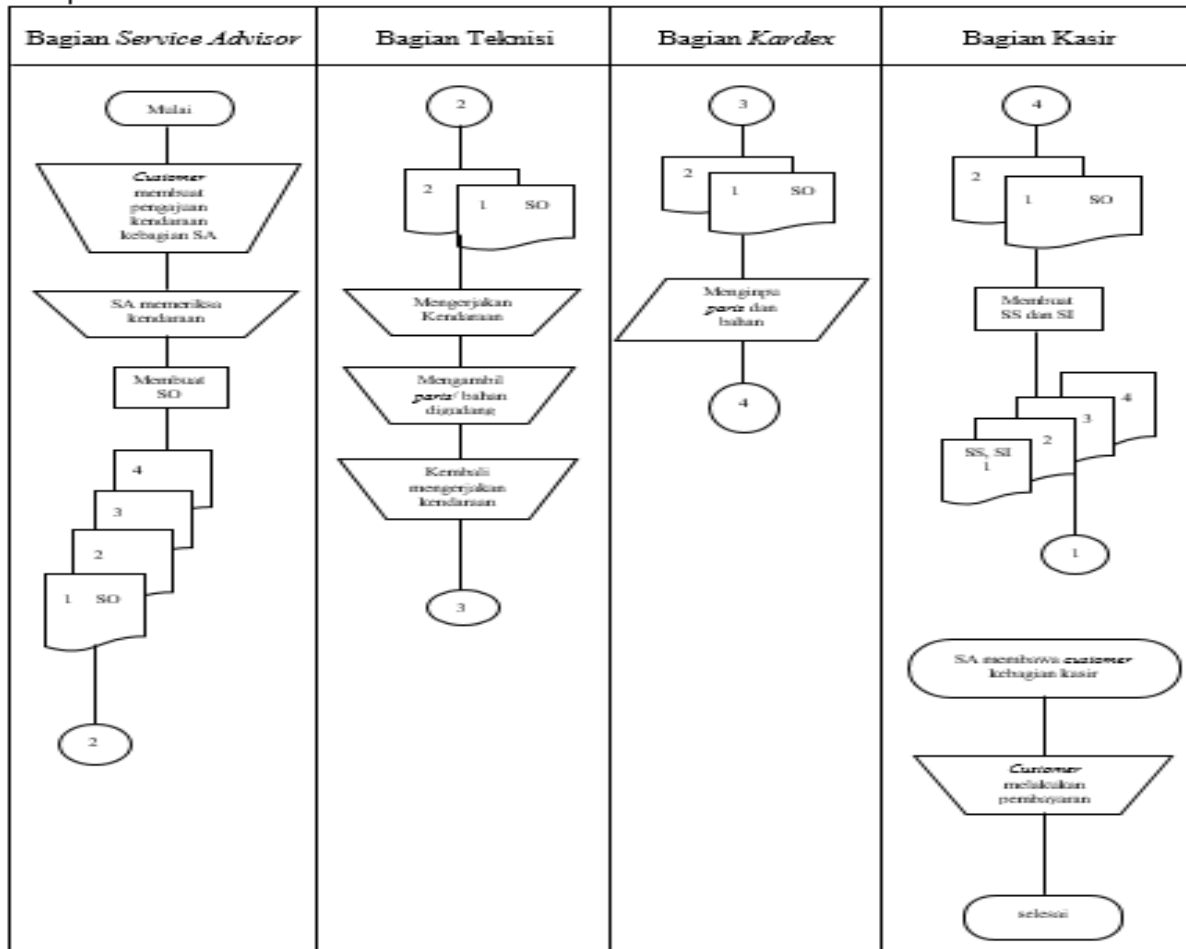 Bagian Service Advisor
Mulai
Customer
membuat
pengajuan
kendaraan
kebagian SA
SA memeriksa
kendaraan
Membuat
SO
4
3
2
1 SO
2
Bagian Teknisi
2
2
1 SO
Mengerjakan
Kendaraan
Mengambil
parts/ bahan
digudang
Kembali
mengerjakan
kendaraan
3
Bagian Kardex
3
2
1 SO
Menginpu
parts dan
bahan
4
Bagian Kasir
4
2
1 SO
Membuat
SS dan SI
4
3
2
SS, SI
1
1
SA membawa customer
kebagian kasir
Customer
melakukan
pembayaran
selesai